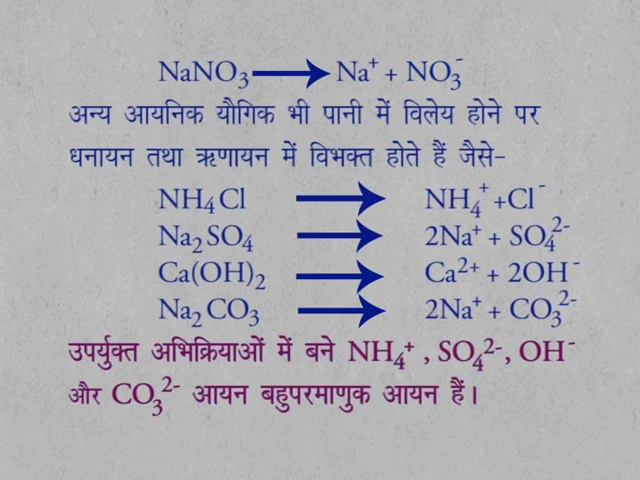 NaNO₃ ⟶ Na⁺ + NO₃⁻
अन्य आयनिक यौगिक भी पानी में विलेय होने पर
धनायन तथा ऋणायन में विभक्त होते हैं जैसे-
NH₄Cl ⟶ NH₄⁺ +Cl⁻
Na₂SO₄ ⟶ 2Na⁺ + SO₄²⁻
Ca(OH)₂ ⟶ Ca²⁺ + 2OH⁻
Na₂CO₃ ⟶ 2Na⁺ + CO₃²⁻
उपर्युक्त अभिक्रियाओं में बने NH₄⁺ , SO₄²⁻, OH⁻
और CO₃²⁻ आयन बहुपरमाणुक आयन हैं।